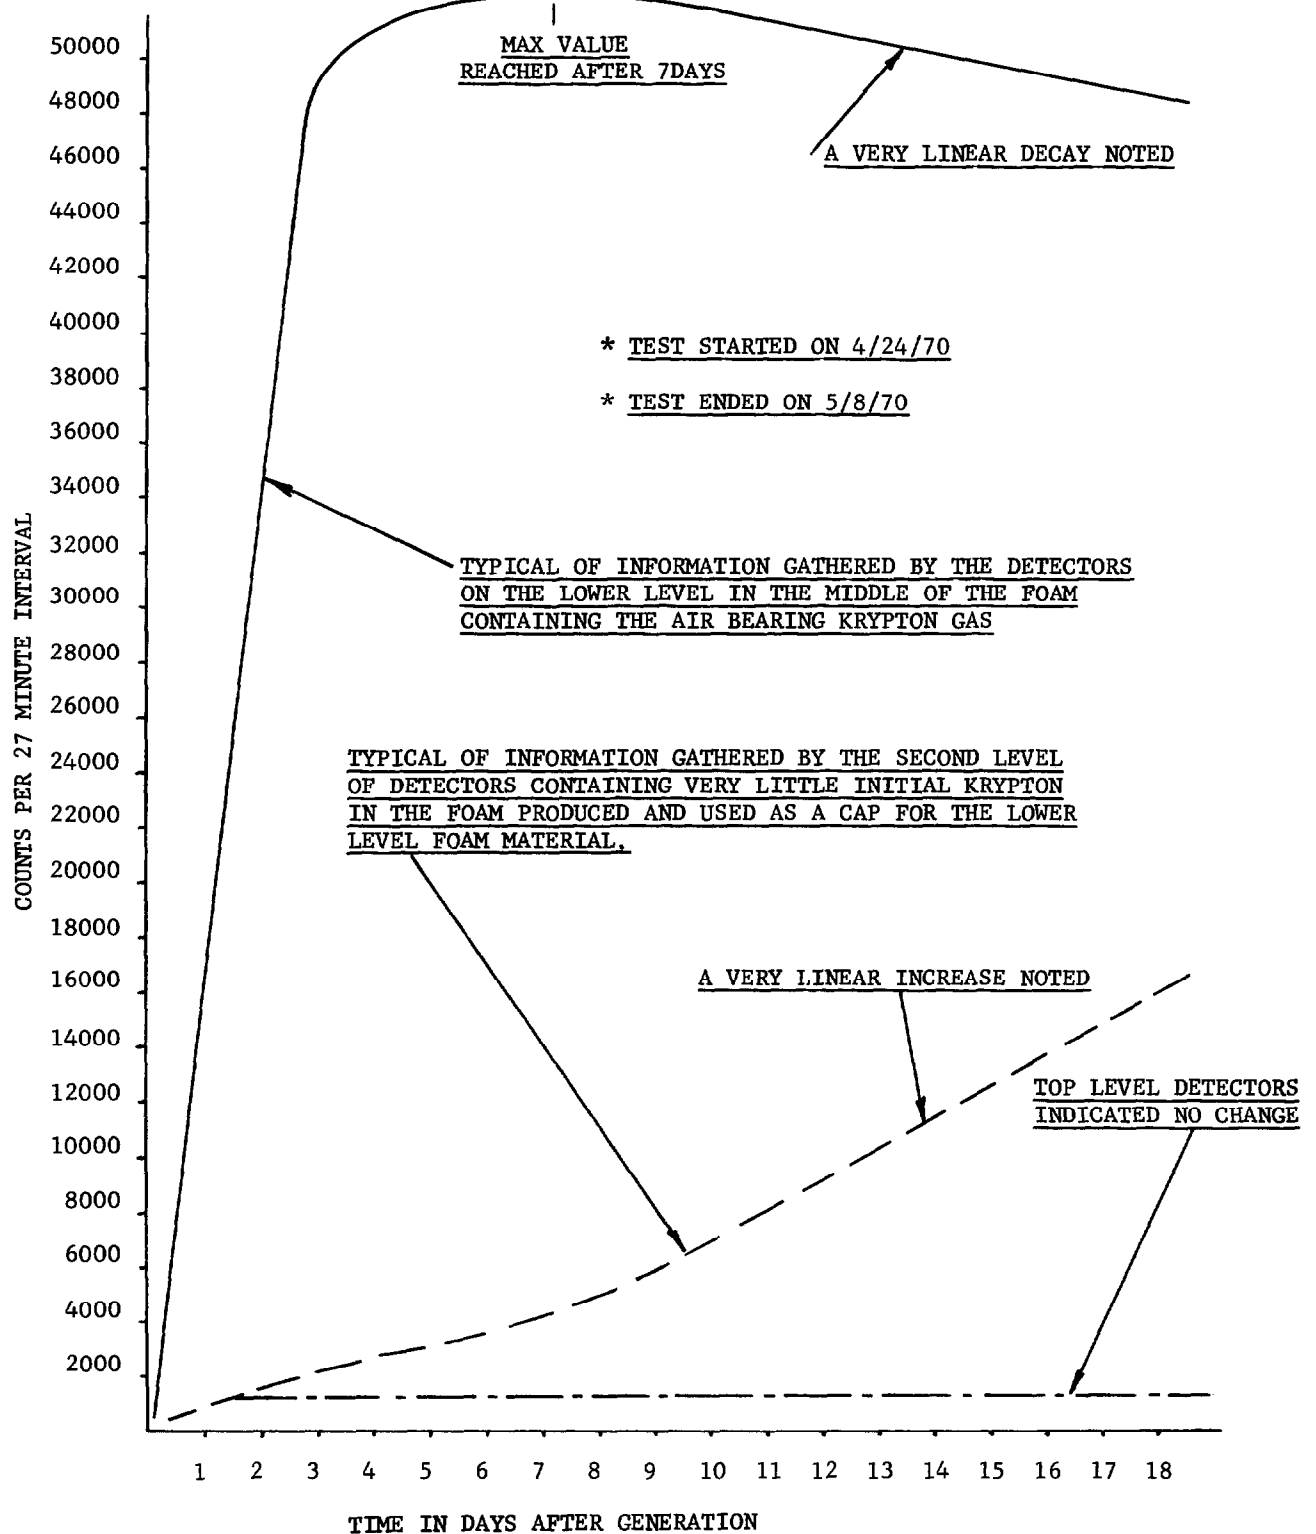 50000
48000
46000
44000
42000
40000
38000
36000
34000
32000
30000
28000
26000
24000
22000
20000
18000
16000
14000
12000
10000
8000
6000
4000
2000
COUNTS PER 27 MINUTE INTERVAL
MAX VALUE
REACHED AFTER 7DAYS
A VERY LINEAR DECAY NOTED
* TEST STARTED ON 4/24/70
* TEST ENDED ON 5/8/70
TYPICAL OF INFORMATION GATHERED BY THE DETECTORS
ON THE LOWER LEVEL IN THE MIDDLE OF THE FOAM
CONTAINING THE AIR BEARING KRYPTON GAS
TYPICAL OF INFORMATION GATHERED BY THE SECOND LEVEL
OF DETECTORS CONTAINING VERY LITTLE INITIAL KRYPTON
IN THE FOAM PRODUCED AND USED AS A CAP FOR THE LOWER
LEVEL FOAM MATERIAL.
A VERY LINEAR INCREASE NOTED
TOP LEVEL DETECTORS
INDICATED NO CHANGE
1 2 3 4 5 6 7 8 9 10 11 12 13 14 15 16 17 18
TIME IN DAYS AFTER GENERATION